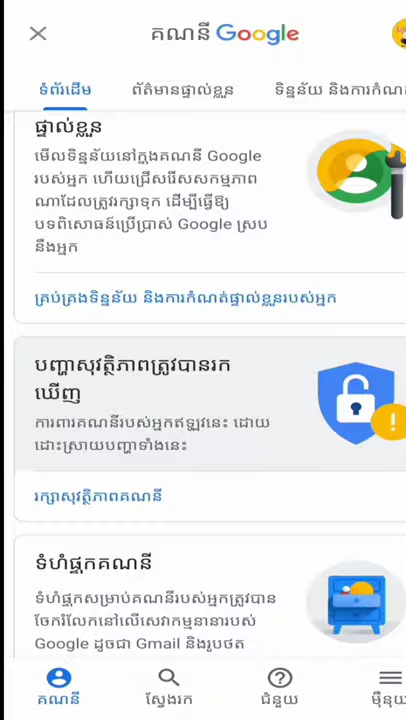 គណនី Google
ទំព័រដើម
ព័ត៌មានផ្ទាល់ខ្លួន
ទិន្នន័យ និងការកំណត់
ផ្ទាល់ខ្លួន
មើលទិន្នន័យនៅក្នុងគណនី Google
របស់អ្នក ហើយជ្រើសរើសសកម្មភាព
ណាដែលត្រូវរក្សាទុក ដើម្បីធ្វើឱ្យ
បទពិសោធន៍ប្រើប្រាស់ Google ស្រប
នឹងអ្នក
គ្រប់គ្រងទិន្នន័យ និងការកំណត់ផ្ទាល់ខ្លួនរបស់អ្នក
បញ្ហាសុវត្ថិភាពត្រូវបានរក
ឃើញ
ការពារគណនីរបស់អ្នកឥឡូវនេះ ដោយ
ដោះស្រាយបញ្ហាទាំងនេះ
រក្សាសុវត្ថិភាពគណនី
ទំហំផ្ទុកគណនី
ទំហំផ្ទុកសម្រាប់គណនីរបស់អ្នកត្រូវបាន
ចែករំលែកនៅលើសេវាកម្មនានារបស់
Google ដូចជា Gmail និងរូបថត
គណនី
ស្វែងរក
ជំនួយ
ម៉ឺនុយ